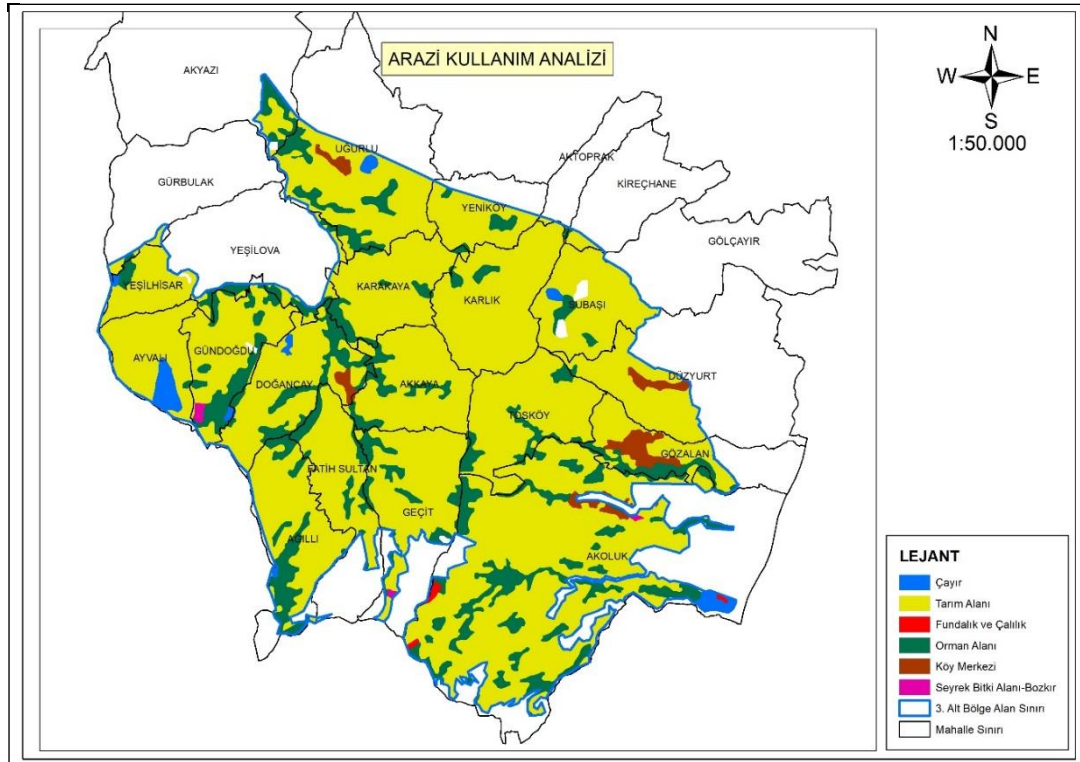 ARAZİ KULLANIM ANALİZİ
N
W E
S
1:50.000
AKYAZI
UĞURLU
AKTOPRAK
KİREÇHANE
GÜRBULAK
YENİKÖY
GÖLÇAYIR
YEŞİLOVA
YEŞİLHİSAR
KARAKAYA
KARLIK
SUBAŞI
AYVALI
GÜNDOĞDU
DOĞANÇAY
AKKAYA
DÜZYURT
TOSKÖY
GÖZALAN
FATİH SULTAN
GEÇİT
ACILLI
AKOLUK
LEJANT
Çayır
Tarım Alanı
Fundalık ve Çalılık
Orman Alanı
Köy Merkezi
Seyrek Bitki Alanı-Bozkır
3. Alt Bölge Alan Sınırı
Mahalle Sınırı